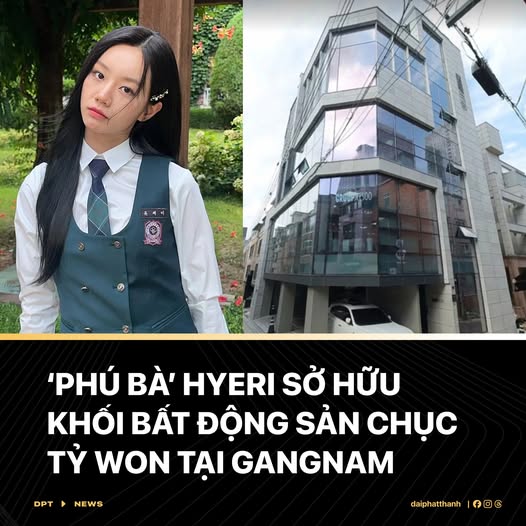 ‘PHÚ BÀ’ HYERI SỞ HỮU
KHỐI BẤT ĐỘNG SẢN CHỤC
TỶ WON TẠI GANGNAM
DPT NEWS
daiphatthanh |